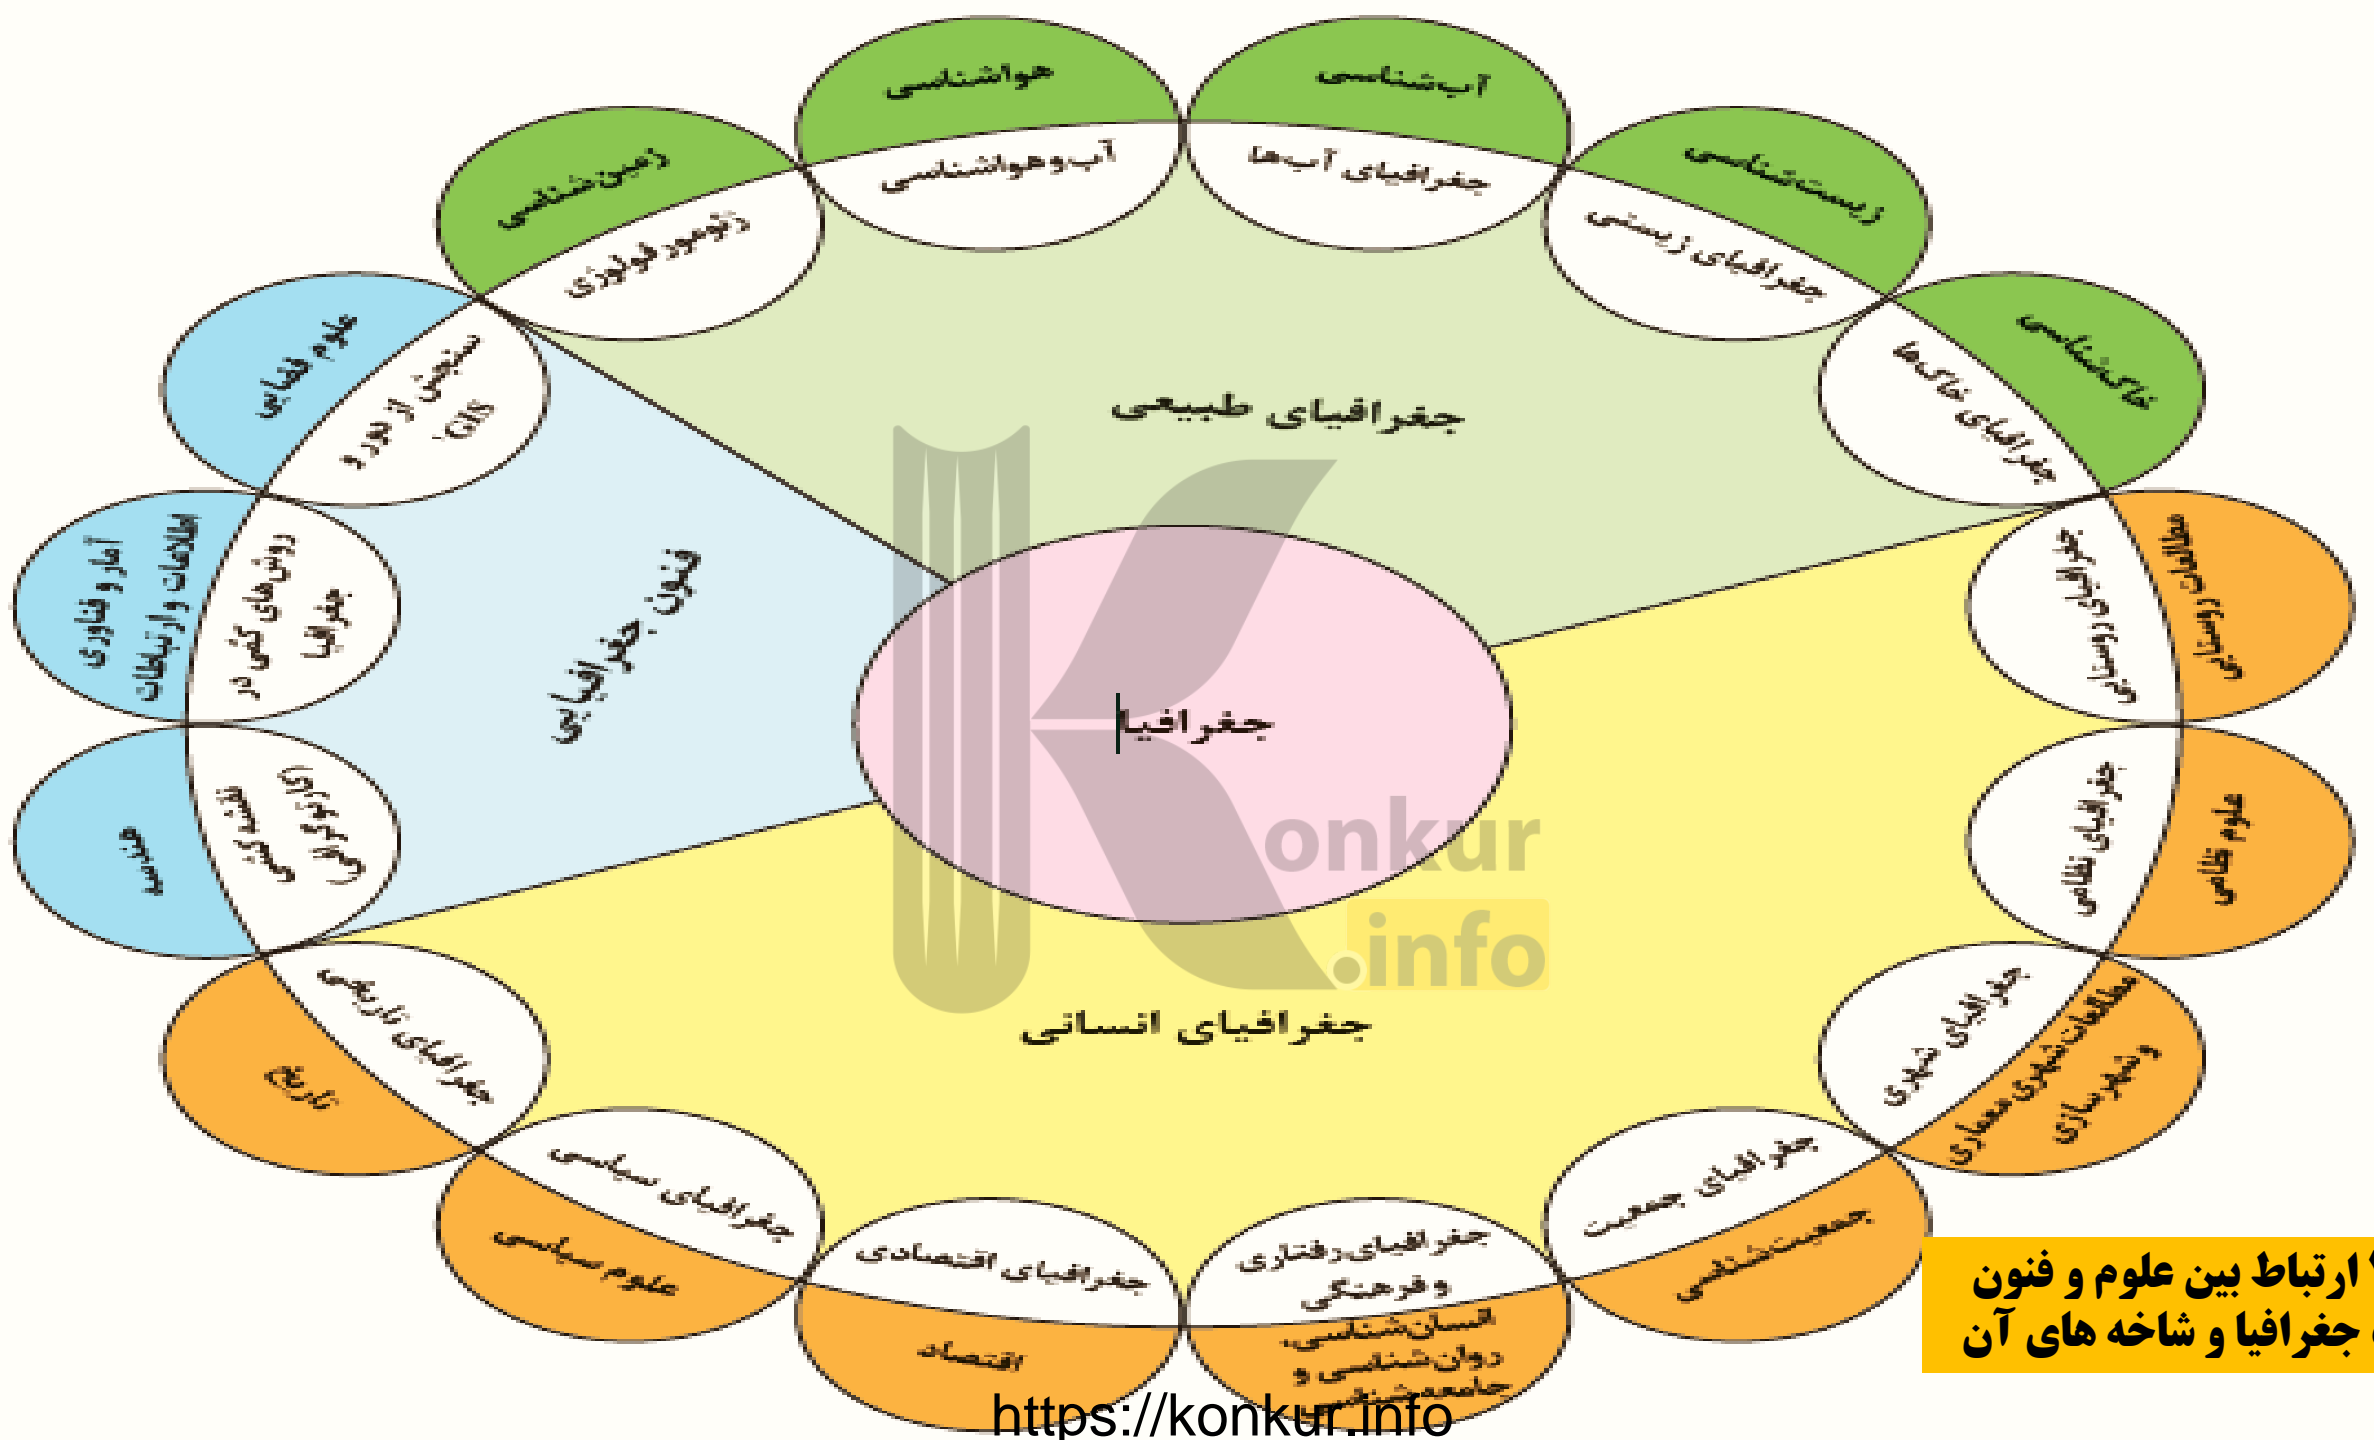 هواشناسی
آب‌شناسی
زمین‌شناسی
زیست‌شناسی
آب‌وهواشناسی
جغرافیای آب‌ها
ژئومورفولوژی
جغرافیای زیستی
علوم فضایی
سنجش از دور و
GIS
خاک‌شناسی
جغرافیای خاک‌ها
جغرافیای طبیعی
آمار و فناوری
اطلاعات و ارتباطات
روش‌های کمی در
جغرافیا
فنون جغرافیایی
جغرافیای روستایی
مطالعات روستایی
جغرافیا
هندسه
نقشه‌کشی
(کارتوگرافی)
جغرافیای نظامی
علوم نظامی
onkur
.info
جغرافیای انسانی
جغرافیای تاریخی
تاریخ
جغرافیای شهری
مطالعات شهری معماری
و شهرسازی
جغرافیای سیاسی
علوم سیاسی
جغرافیای جمعیت
جمعیت‌شناسی
جغرافیای اقتصادی
اقتصاد
جغرافیای رفتاری
و فرهنگی
انسان‌شناسی،
روان‌شناسی و
جامعه‌شناسی
ارتباط بین علوم و فنون
جغرافیا و شاخه های آن
https://konkur.info